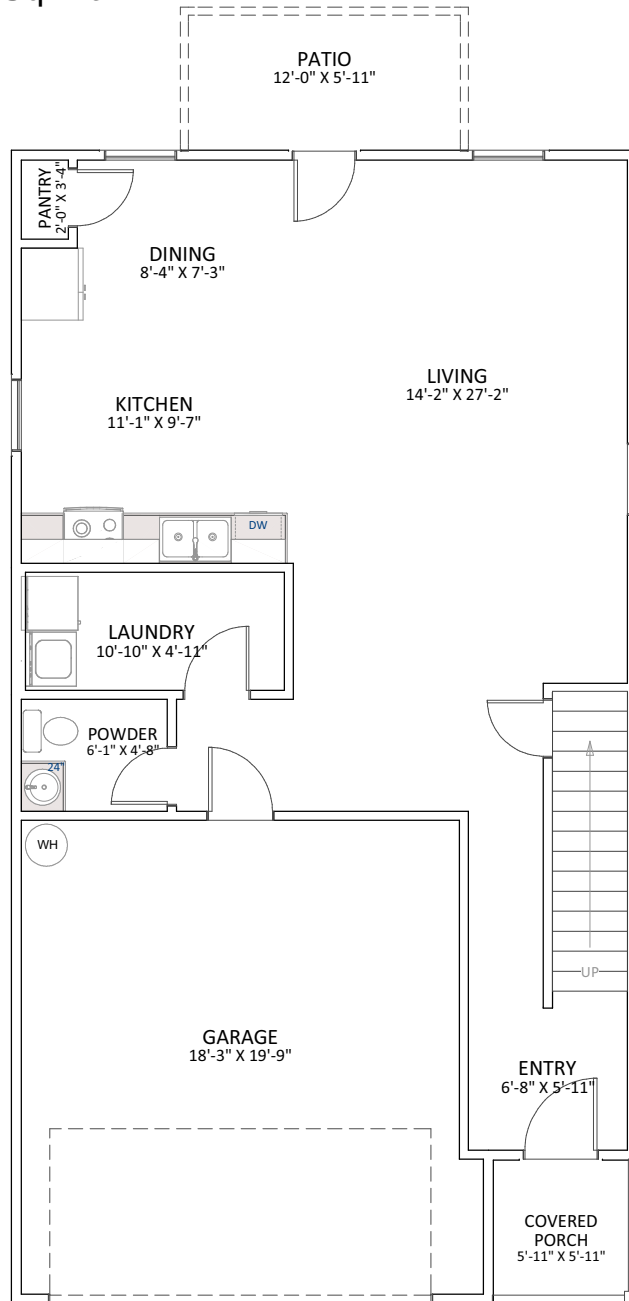 PATIO
12'-0" X 5'-11"
PANTRY
2'-0" X 3'-4"
DINING
8'-4" X 7'-3"
LIVING
14'-2" X 27'-2"
KITCHEN
11'-1" X 9'-7"
DW
LAUNDRY
10'-10" X 4'-11"
POWDER
6'-1" X 4'-8"
24"
WH
UP
GARAGE
18'-3" X 19'-9"
ENTRY
6'-8" X 5'-11"
COVERED
PORCH
5'-11" X 5'-11"